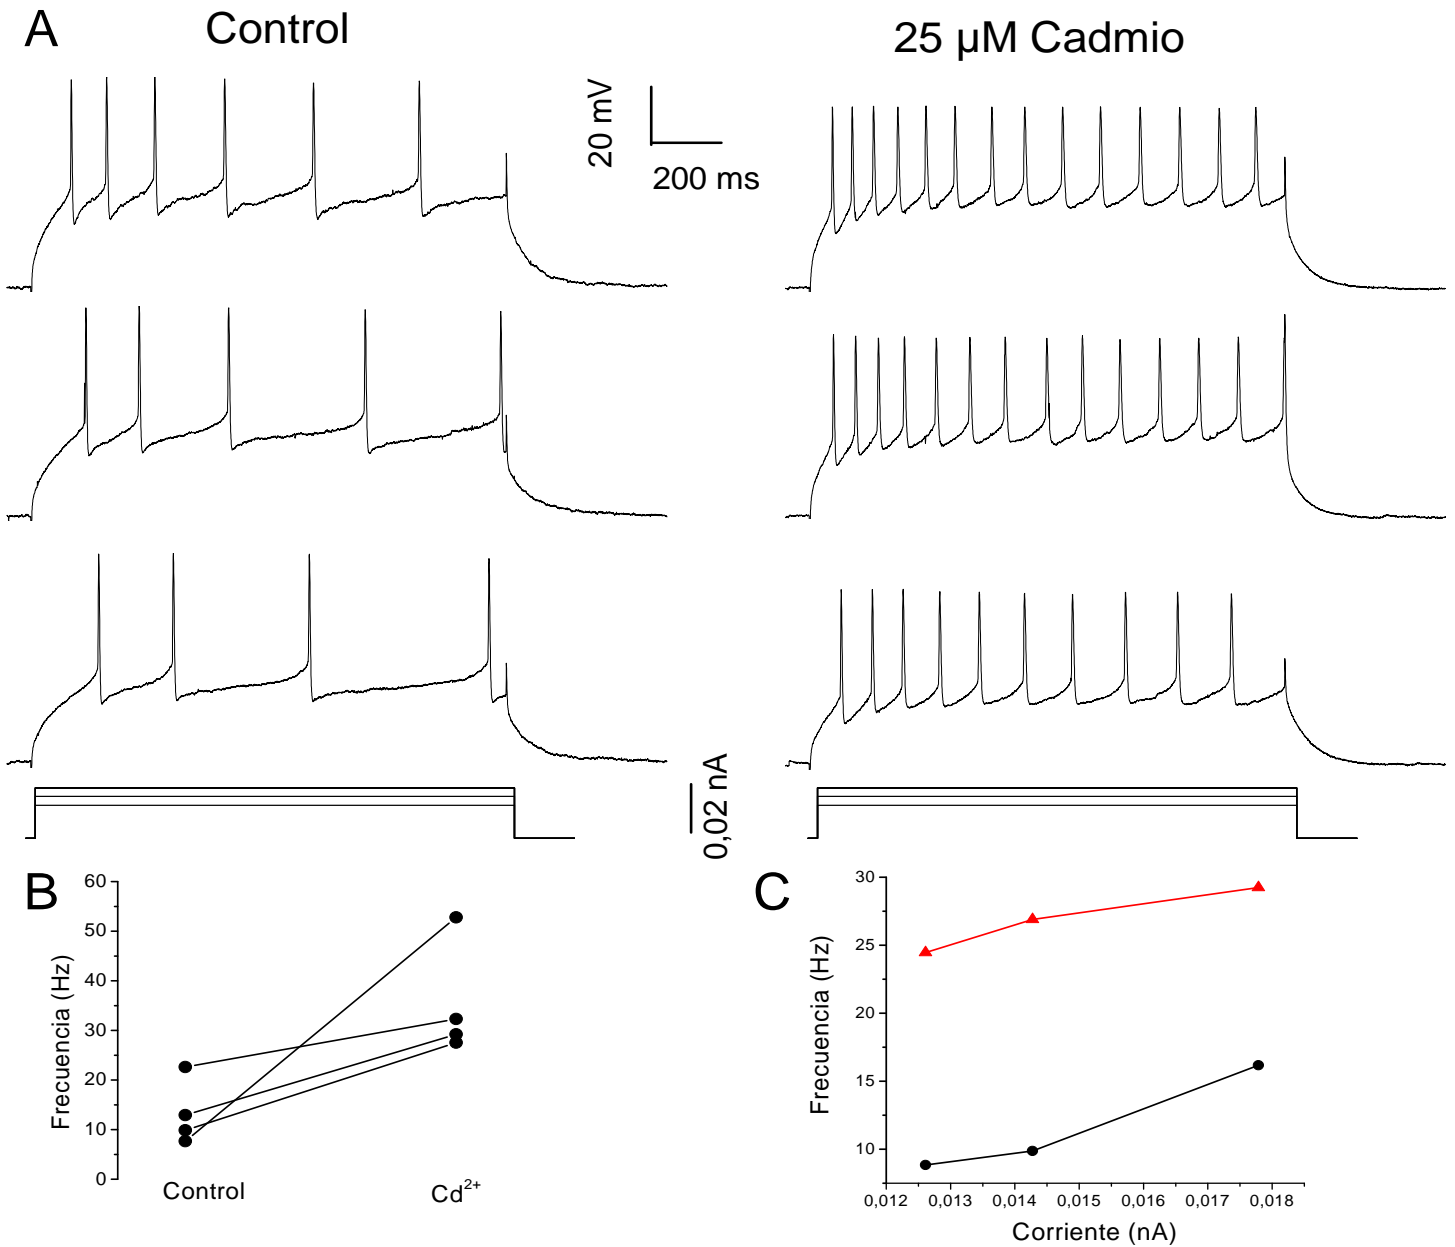 A
Control
25 µM Cadmio
20 mV
200 ms
0,02 nA
B
60
50
40
30
20
10
0
Frecuencia (Hz)
Control
Cd²⁺
C
30
25
20
15
10
Frecuencia (Hz)
0,012 0,013 0,014 0,015 0,016 0,017 0,018
Corriente (nA)